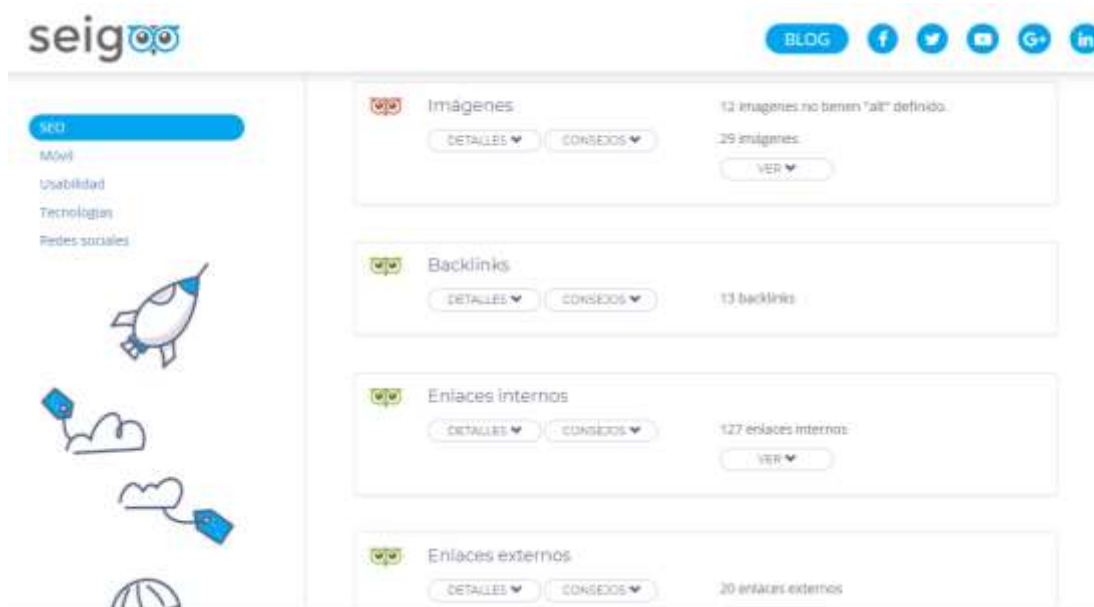 seigoo
BLOG
SEO
Móvil
Usabilidad
Tecnologías
Redes sociales
Imágenes
DETALLES
CONSEJOS
12 imagenes no tienen "alt" definido.
29 imágenes
VER
Backlinks
DETALLES
CONSEJOS
13 backlinks
Enlaces internos
DETALLES
CONSEJOS
127 enlaces internos
VER
Enlaces externos
DETALLES
CONSEJOS
20 enlaces externos